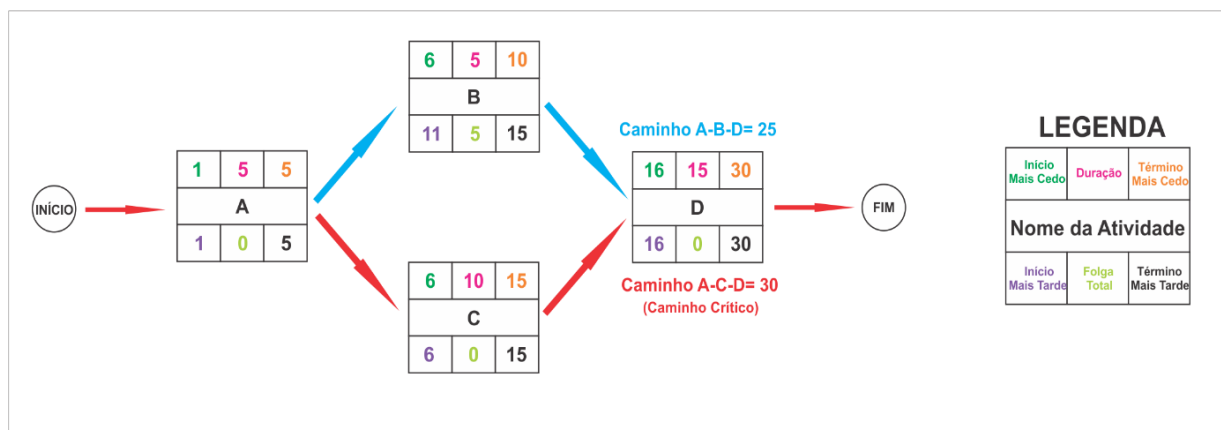 INÍCIO
1 5 5
A
1 0 5
6 5 10
B
11 5 15
6 10 15
C
6 0 15
Caminho A-B-D= 25
16 15 30
D
16 0 30
Caminho A-C-D= 30
(Caminho Crítico)
FIM
LEGENDA
Início
Mais Cedo
Duração
Término
Mais Cedo
Nome da Atividade
Início
Mais Tarde
Folga
Total
Término
Mais Tarde